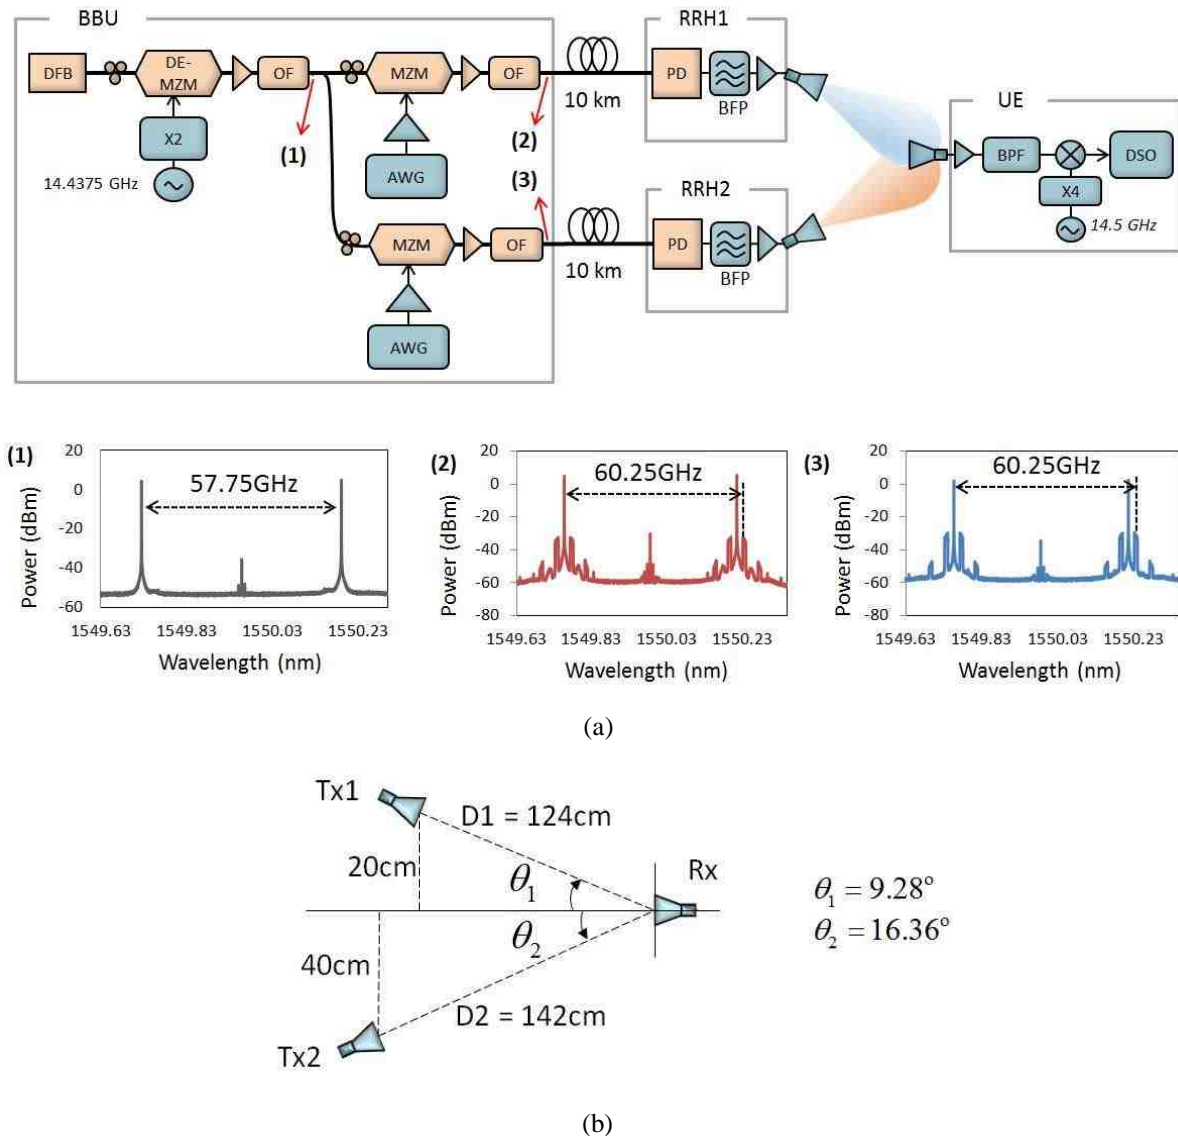 BBU
RRH1
DFB
DE-
MZM
OF
MZM
OF
PD
BFP
10 km
X2
(1)
(2)
UE
14.4375 GHz
AWG
(3)
RRH2
BPF
DSO
X4
MZM
OF
PD
BFP
14.5 GHz
10 km
AWG
(1)
Power (dBm)
20
0
-20
-40
-60
57.75GHz
1549.63 1549.83 1550.03 1550.23
Wavelength (nm)
(2)
Power (dBm)
20
0
-20
-40
-60
-80
60.25GHz
1549.63 1549.83 1550.03 1550.23
Wavelength (nm)
(3)
Power (dBm)
20
0
-20
-40
-60
-80
60.25GHz
1549.63 1549.83 1550.03 1550.23
Wavelength (nm)
(a)
Tx1
D1 = 124cm
20cm
θ1
Rx
θ1 = 9.28°
θ2
θ2 = 16.36°
40cm
D2 = 142cm
Tx2
(b)